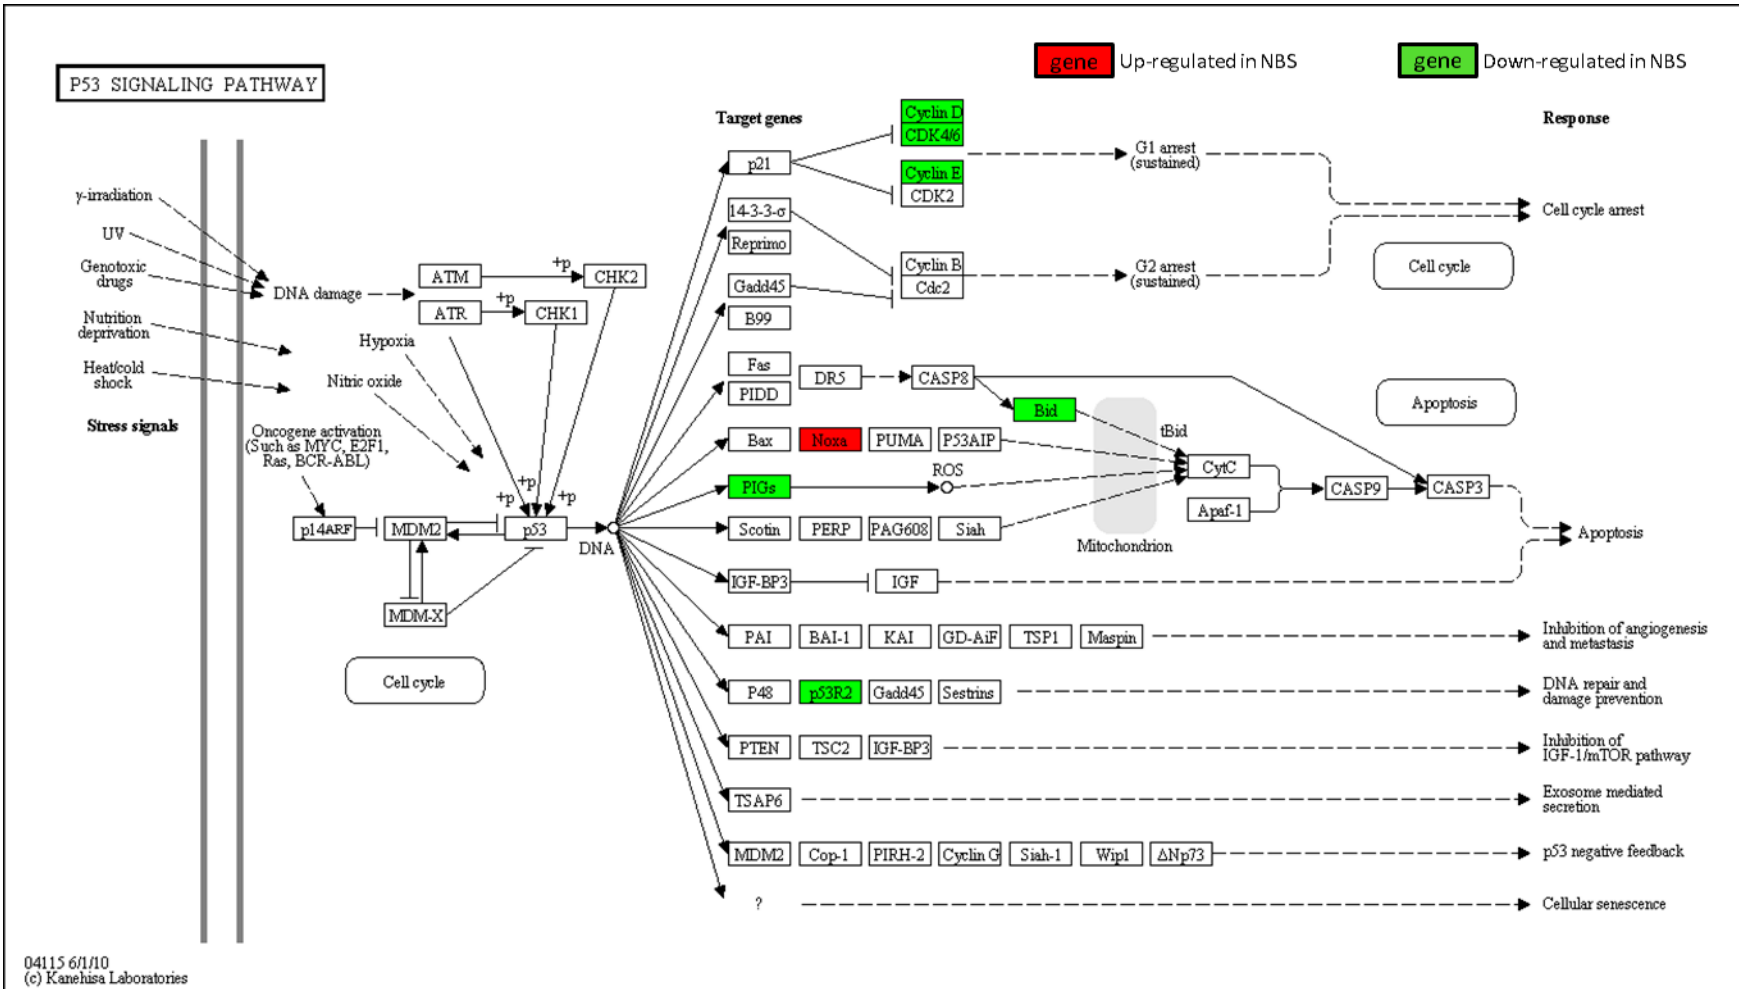 gene Up-regulated in NBS
gene Down-regulated in NBS
P53 SIGNALING PATHWAY
Target genes
Response
Cyclin D
CDK4/6
p21
G1 arrest
(sustained)
Cyclin E
CDK2
γ-irradiation
14-3-3-σ
Cell cycle arrest
UV
Reprimo
Genotoxic
drugs
ATM
+p
CHK2
Cyclin B
Cdc2
G2 arrest
(sustained)
Cell cycle
DNA damage
Gadd45
ATR
+p
CHK1
B99
Nutrition
deprivation
Hypoxia
Heat/cold
shock
Nitric oxide
Fas
PIDD
DR5
CASP8
Bid
Apoptosis
Stress signals
Oncogene activation
(Such as MYC, E2F1,
Ras, BCR-ABL)
Bax
Noxa
PUMA
P53AIP
tBid
CytC
ROS
PIGs
CASP9
CASP3
+p
+p
+p
p14ARF
MDM2
p53
DNA
Scotin
PERP
PAG608
Siah
Apaf-1
Mitochondrion
Apoptosis
IGF-BP3
IGF
MDM-X
PAI
BAI-1
KAI
GD-AiF
TSP1
Maspin
Inhibition of angiogenesis
and metastasis
Cell cycle
P48
p53R2
Gadd45
Sestrins
DNA repair and
damage prevention
PTEN
TSC2
IGF-BP3
Inhibition of
IGF-1/mTOR pathway
TSAP6
Exosome mediated
secretion
MDM2
Cop-1
PIRH-2
Cyclin G
Siah-1
Wip1
ΔNp73
p53 negative feedback
?
Cellular senescence
04115 6/1/10
(c) Kanehisa Laboratories